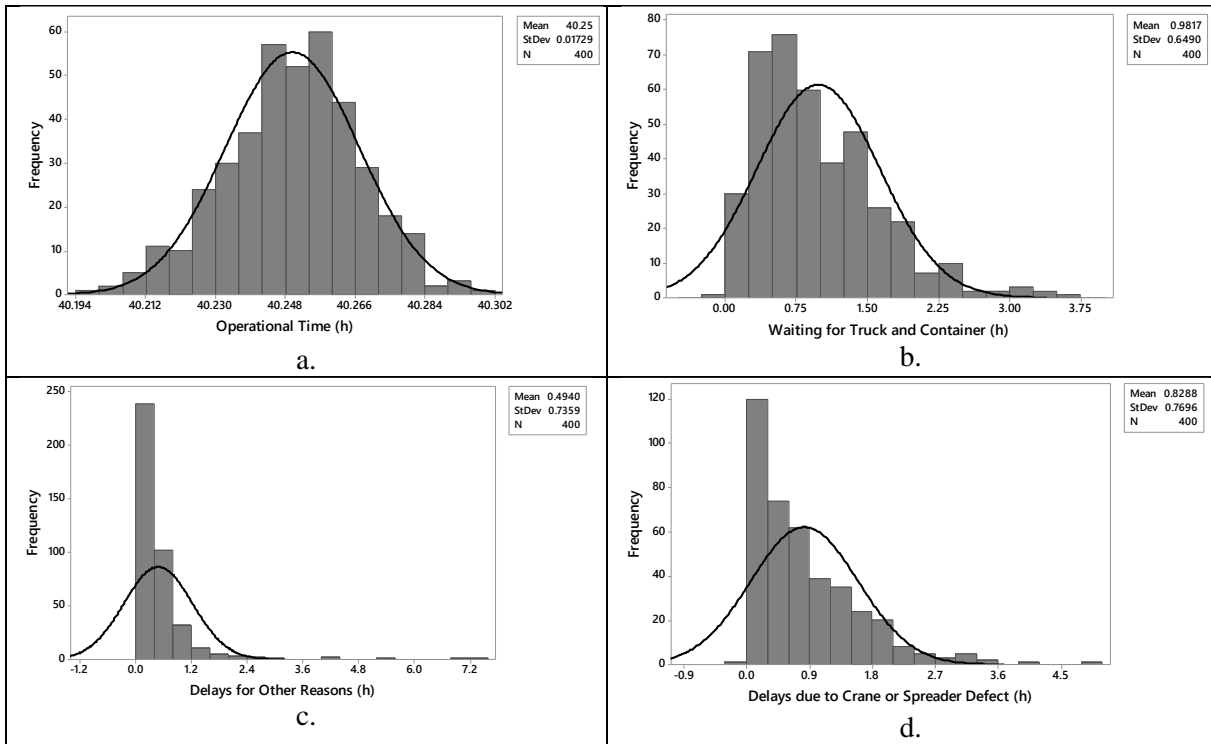 60
50
40
30
20
10
0
Frequency
40.194 40.212 40.230 40.248 40.266 40.284 40.302
Operational Time (h)
Mean 40.25
StDev 0.01729
N 400
a.
80
70
60
50
40
30
20
10
0
Frequency
0.00 0.75 1.50 2.25 3.00 3.75
Waiting for Truck and Container (h)
Mean 0.9817
StDev 0.6490
N 400
b.
250
200
150
100
50
0
Frequency
-1.2 0.0 1.2 2.4 3.6 4.8 6.0 7.2
Delays for Other Reasons (h)
Mean 0.4940
StDev 0.7359
N 400
c.
120
100
80
60
40
20
0
Frequency
-0.9 0.0 0.9 1.8 2.7 3.6 4.5
Delays due to Crane or Spreader Defect (h)
Mean 0.8288
StDev 0.7696
N 400
d.